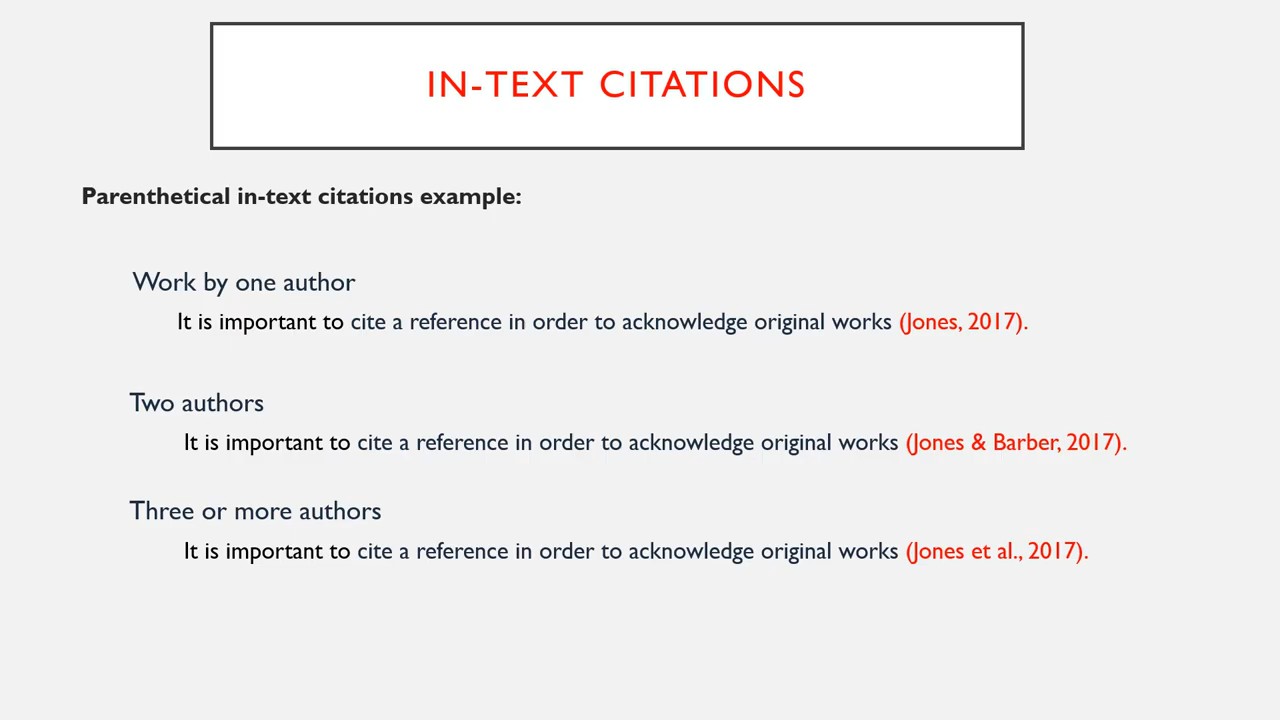 IN-TEXT CITATIONS
Parenthetical in-text citations example:
Work by one author
It is important to cite a reference in order to acknowledge original works (Jones, 2017).
Two authors
It is important to cite a reference in order to acknowledge original works (Jones & Barber, 2017).
Three or more authors
It is important to cite a reference in order to acknowledge original works (Jones et al., 2017).